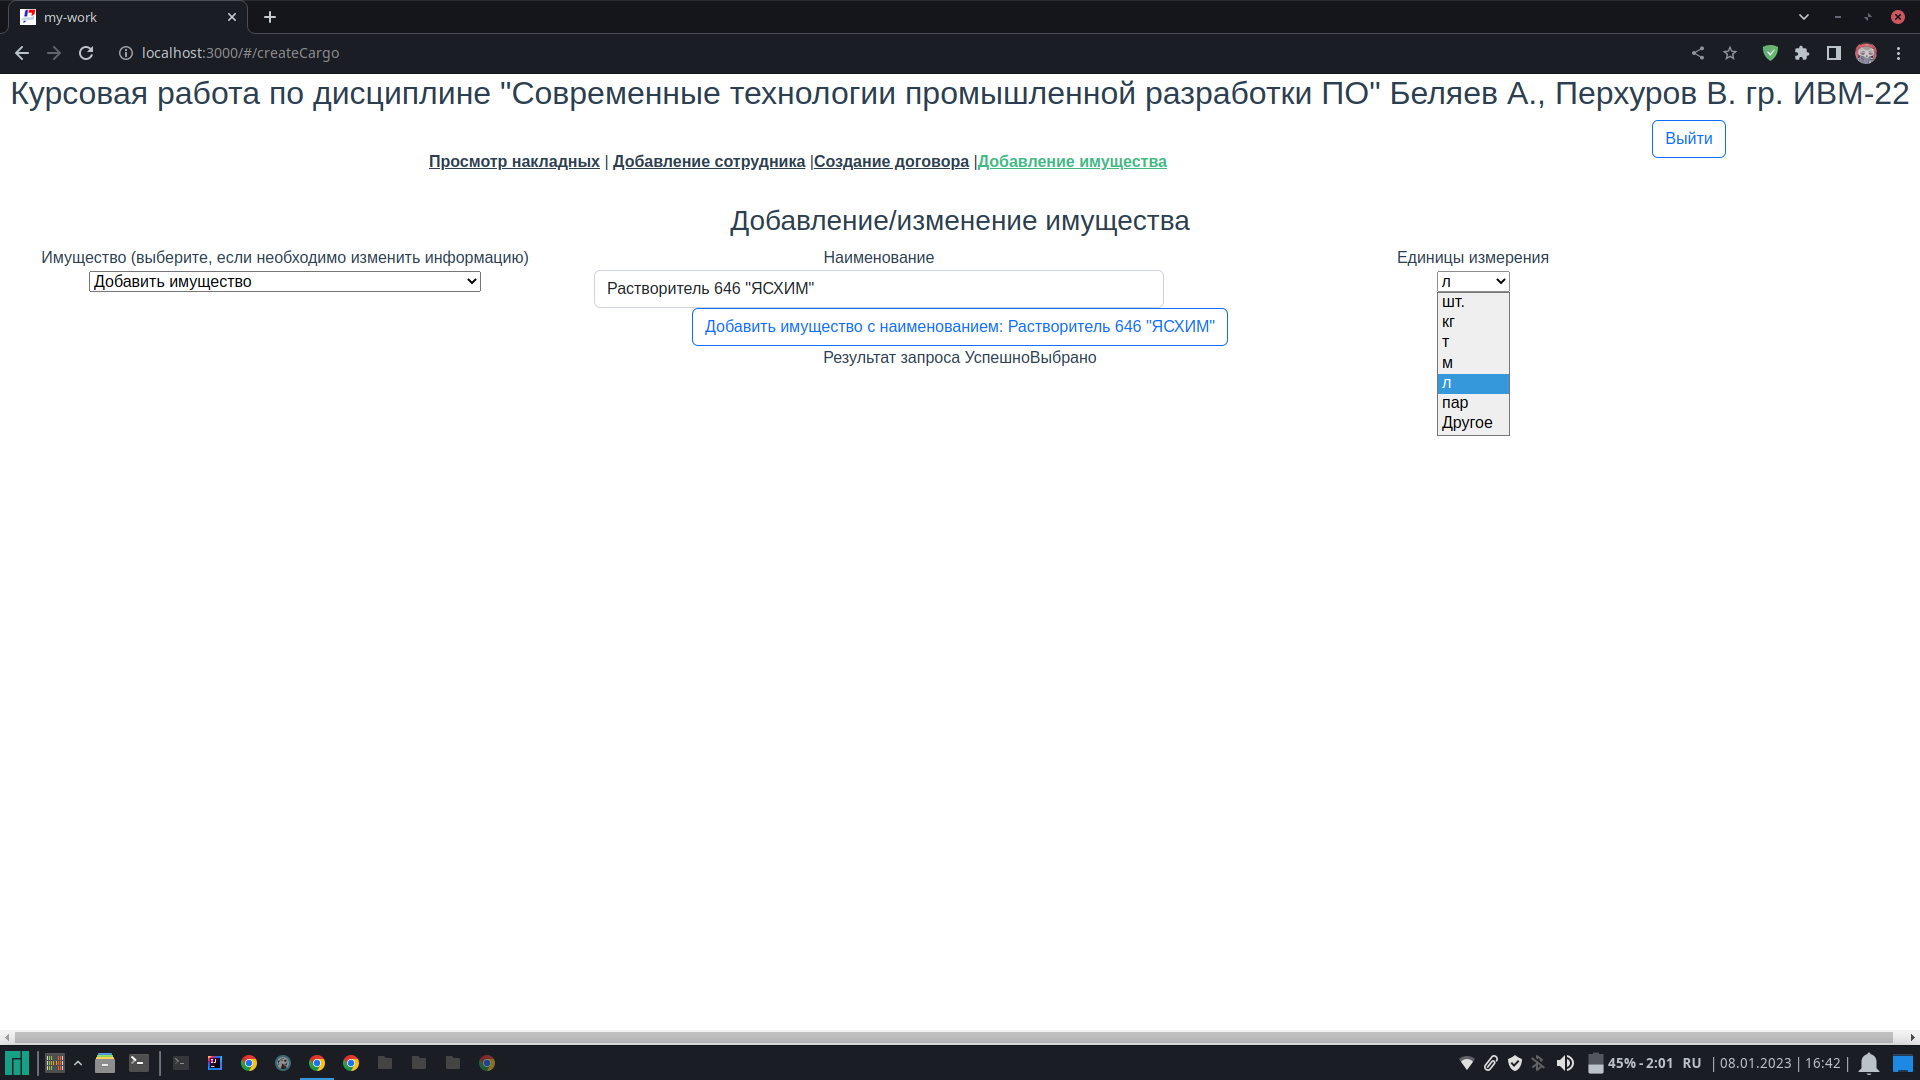 my-work
localhost:3000/#/createCargo
Курсовая работа по дисциплине "Современные технологии промышленной разработки ПО" Беляев А., Перхуров В. гр. ИВМ-22
Выйти
Просмотр накладных | Добавление сотрудника |Создание договора |Добавление имущества
Добавление/изменение имущества
Имущество (выберите, если необходимо изменить информацию)
Добавить имущество
Наименование
Растворитель 646 "ЯСХИМ"
Единицы измерения
л
шт.
кг
т
м
л
пар
Другое
Добавить имущество с наименованием: Растворитель 646 "ЯСХИМ"
Результат запроса УспешноВыбрано
45% - 2:01 RU | 08.01.2023 | 16:42 |